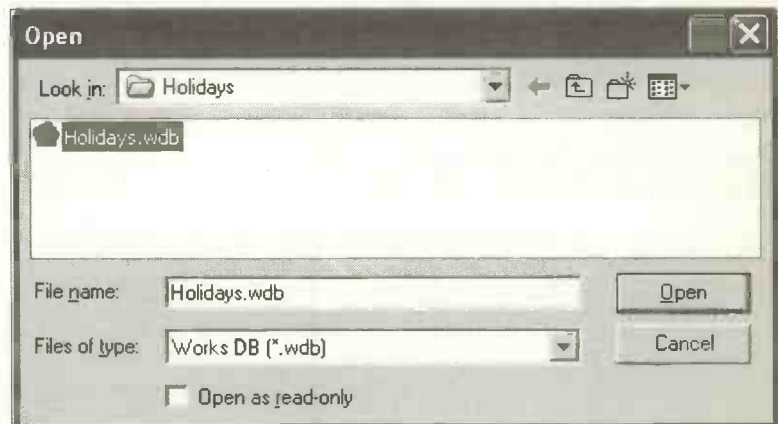 Open
Look in: Holidays
Holidays.wdb
File name: Holidays.wdb
Open
Files of type: Works DB (*.wdb)
Cancel
Open as read-only